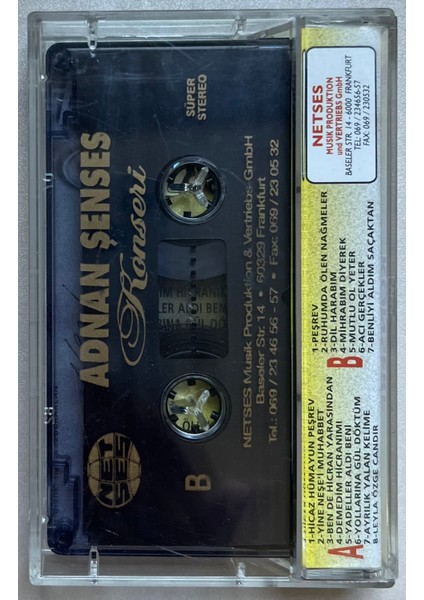 ADNAN ŞENSES
Konseri
SÜPER
STEREO
B
NET
SES
NETSES Musik Produktion & Vertriebs GmbH
Baseler Str. 14 • 60329 Frankfurt
Tel.: 069 / 23 46 56 - 57 • Fax: 069 / 23 05 32
NETSES
MUSIK PRODUKTION
und VERTRIEBS GmbH
BASELER STR. 14 • 6000 / FRANKFURT
TEL: 069 / 234656-57
FAX: 069 / 230532
A
1-HİCAZ HÜMAYUN PEŞREV
2-YİNE NEŞE'İ MUHABBET
3-BEN DE HİCRAN YARASINDAN
4-DEMEDİM HİCRANIMI
5-YADELLER ALDI BENİ
6-YOLLARINA GÜL DÖKTÜM
7-AYRILIK YALAN KELİME
8-LEYLA ÖZGE CANDIR
B
1-PEŞREV
2-RUHUMDA ÖLEN NAĞMELER
3-DİL HARABIM
4-MİHRABIM DİYEREK
5-MUTLU OL YETER
6-ACI GERÇEKLER
7-BENLİYİ ALDIM SAÇAKTAN